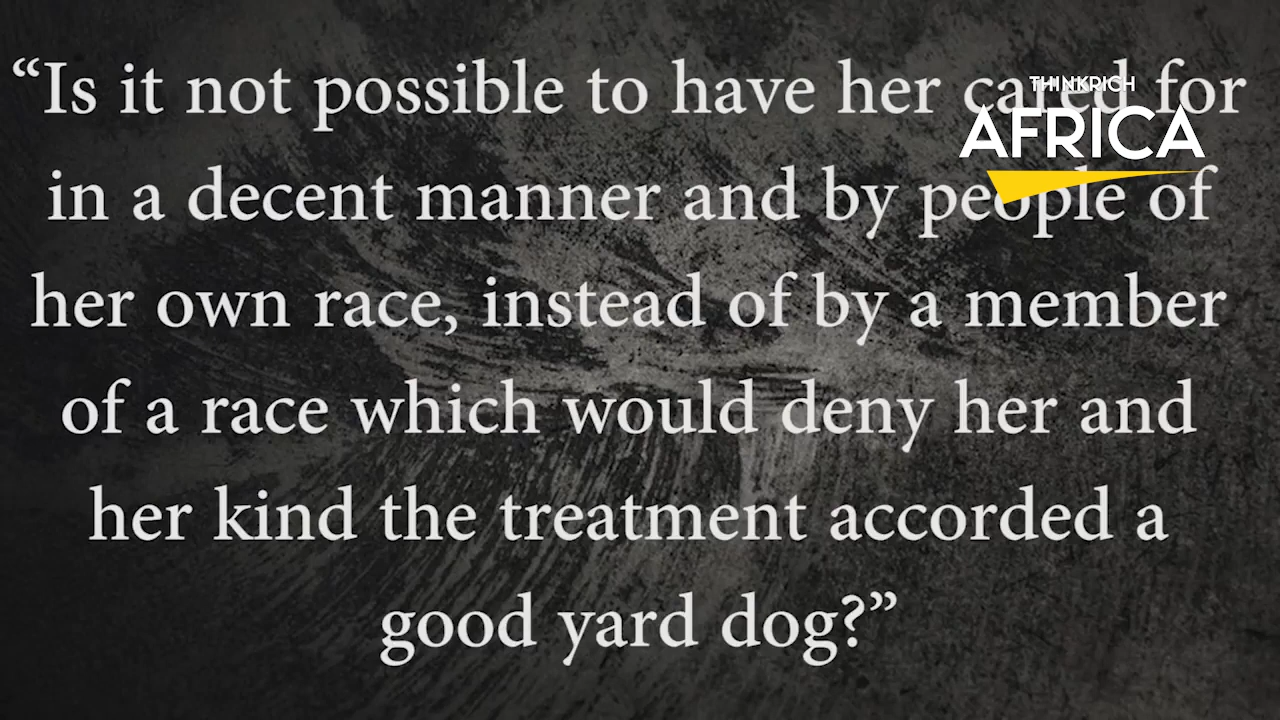 “Is it not possible to have her cared for
THINKRICH
AFRICA
in a decent manner and by people of
her own race, instead of by a member
of a race which would deny her and
her kind the treatment accorded a
good yard dog?”